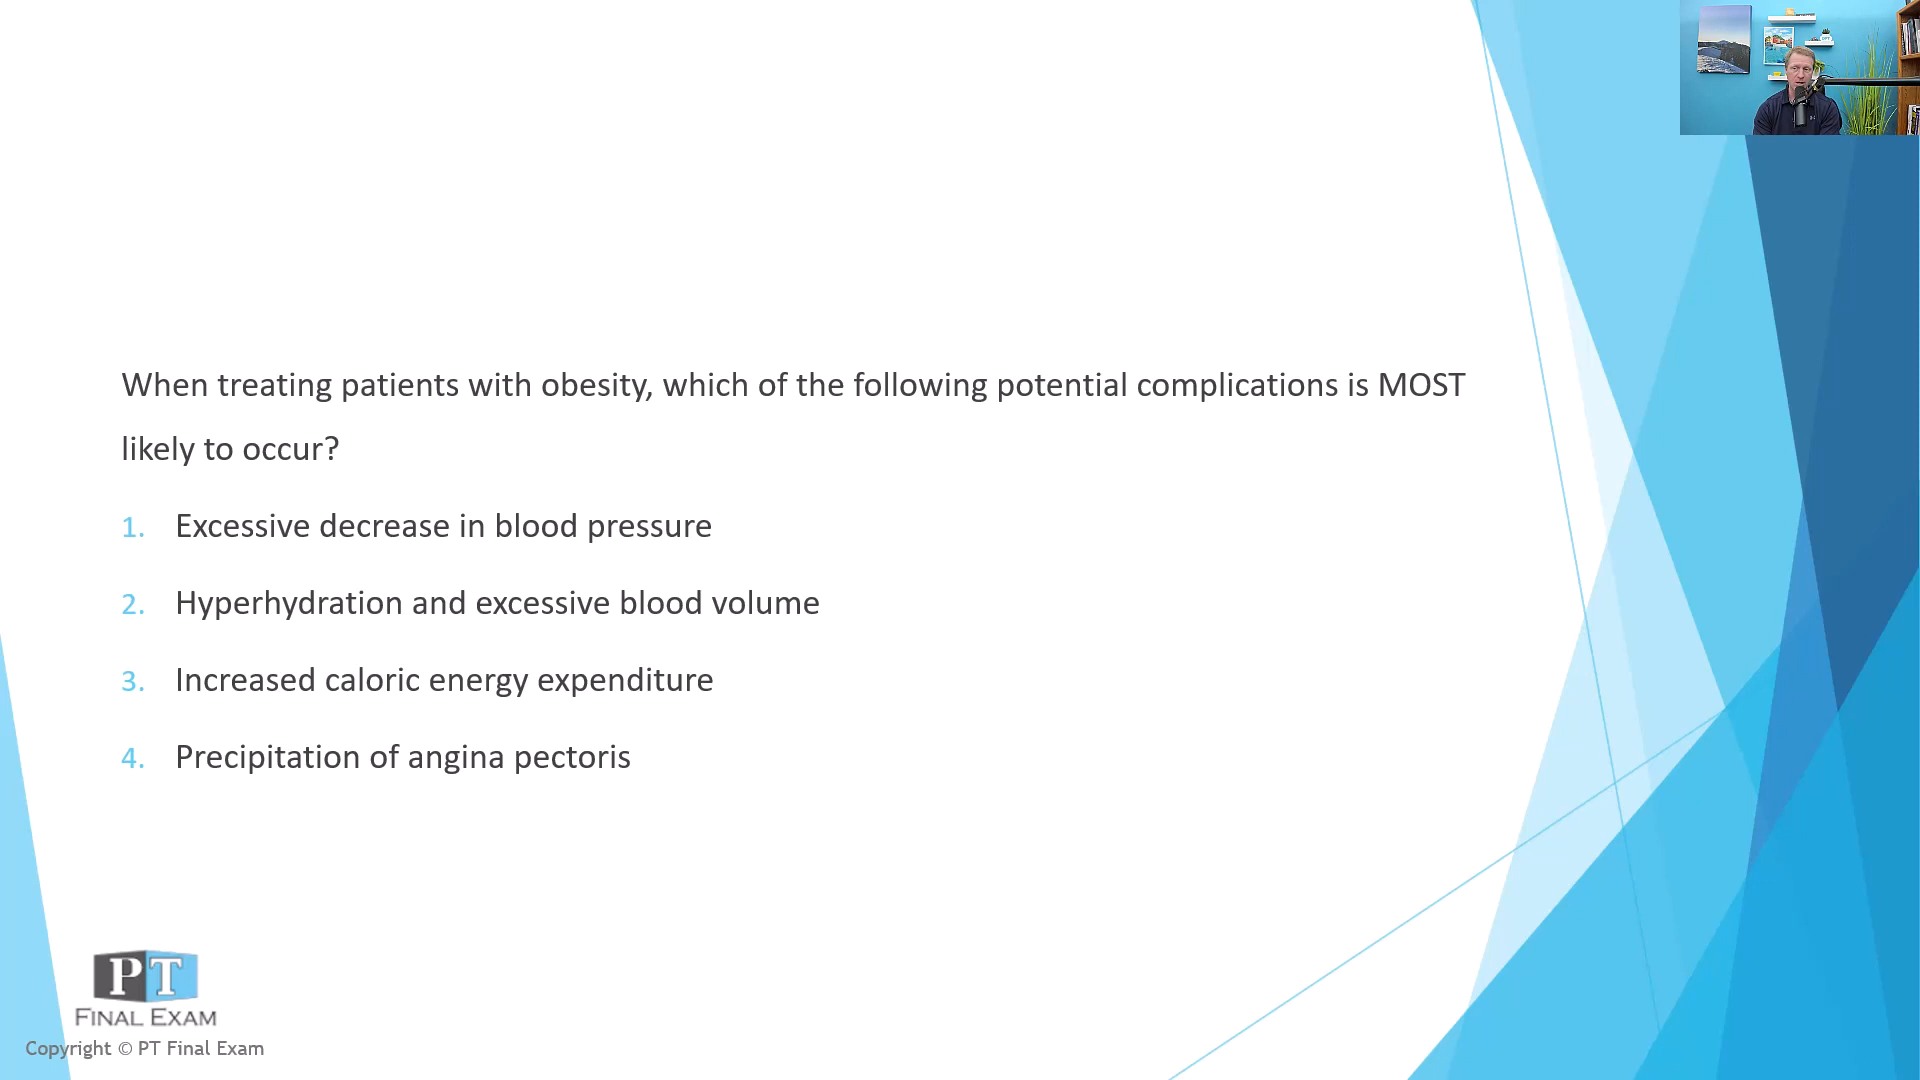 When treating patients with obesity, which of the following potential complications is MOST
likely to occur?
1. Excessive decrease in blood pressure
2. Hyperhydration and excessive blood volume
3. Increased caloric energy expenditure
4. Precipitation of angina pectoris
PT
FINAL EXAM
Copyright © PT Final Exam